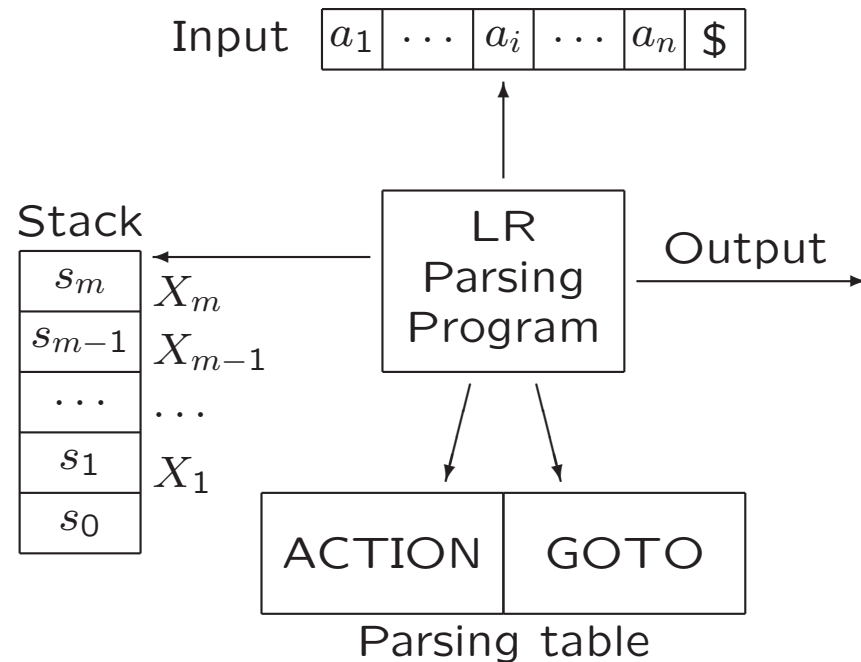 Input a₁ ⋯ aᵢ ⋯ aₙ $
Stack
LR
Parsing
Program
Output
sₘ Xₘ
sₘ₋₁ Xₘ₋₁
⋯ ⋯
s₁ X₁
s₀
ACTION GOTO
Parsing table